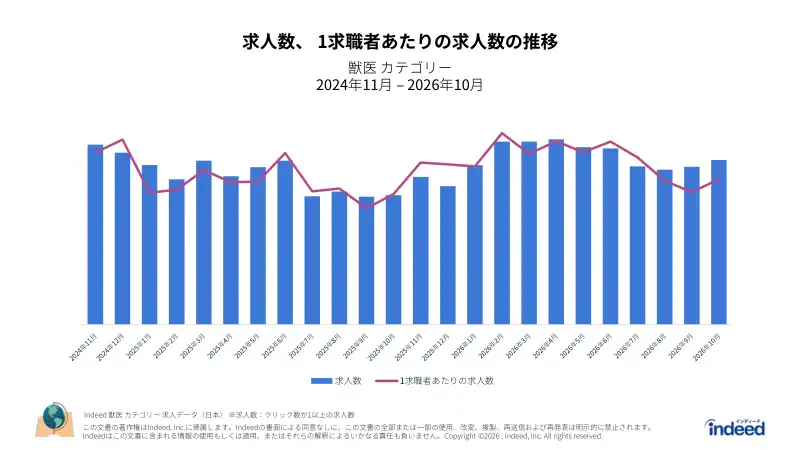 求人数、 1求職者あたりの求人数の推移
獣医 カテゴリー
2024年11月 – 2026年10月
2024年11月
2024年12月
2025年1月
2025年2月
2025年3月
2025年4月
2025年5月
2025年6月
2025年7月
2025年8月
2025年9月
2025年10月
2025年11月
2025年12月
2026年1月
2026年2月
2026年3月
2026年4月
2026年5月
2026年6月
2026年7月
2026年8月
2026年9月
2026年10月
求人数
1求職者あたりの求人数
Indeed 獣医 カテゴリー 求人データ（日本） ※求人数：クリック数が1以上の求人数
この文書の著作権はIndeed, Inc.に帰属します。Indeedの書面による同意なしに、この文書の全部または一部の使用、改変、複製、再送信および再発表は明示的に禁止されます。
Indeedはこの文書に含まれる情報の使用もしくは適用、またはそれらの解釈によるいかなる責任も負いません。Copyright ©2026 , Indeed, Inc. All rights reserved.
インディード
indeed